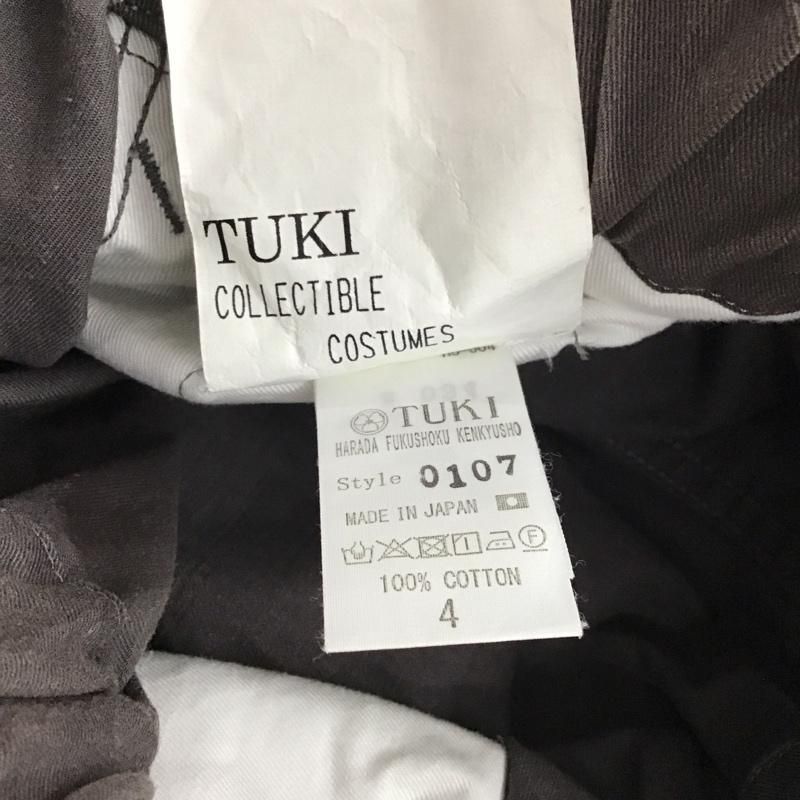 TUKI
COLLECTIBLE
COSTUMES
TUKI
HARADA FUKUSHOKU KENKYUSHO
Style 0107
MADE IN JAPAN
F
100% COTTON
4